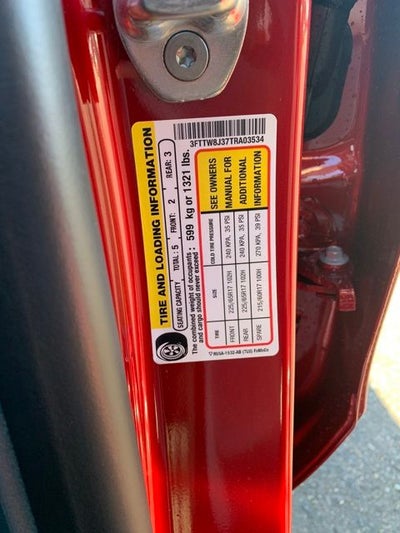 3FTTW8J37TRA03534
TIRE AND LOADING INFORMATION
SEATING CAPACITY TOTAL: 5 FRONT: 2 REAR: 3
The combined weight of occupants
and cargo should never exceed: 599 kg or 1321 lbs.
TIRE SIZE COLD TIRE PRESSURE
FRONT 225/65R17 102H 240 KPA, 35 PSI
REAR 225/65R17 102H 240 KPA, 35 PSI
SPARE 215/60R17 100H 270 KPA, 39 PSI
SEE OWNERS
MANUAL FOR
ADDITIONAL
INFORMATION